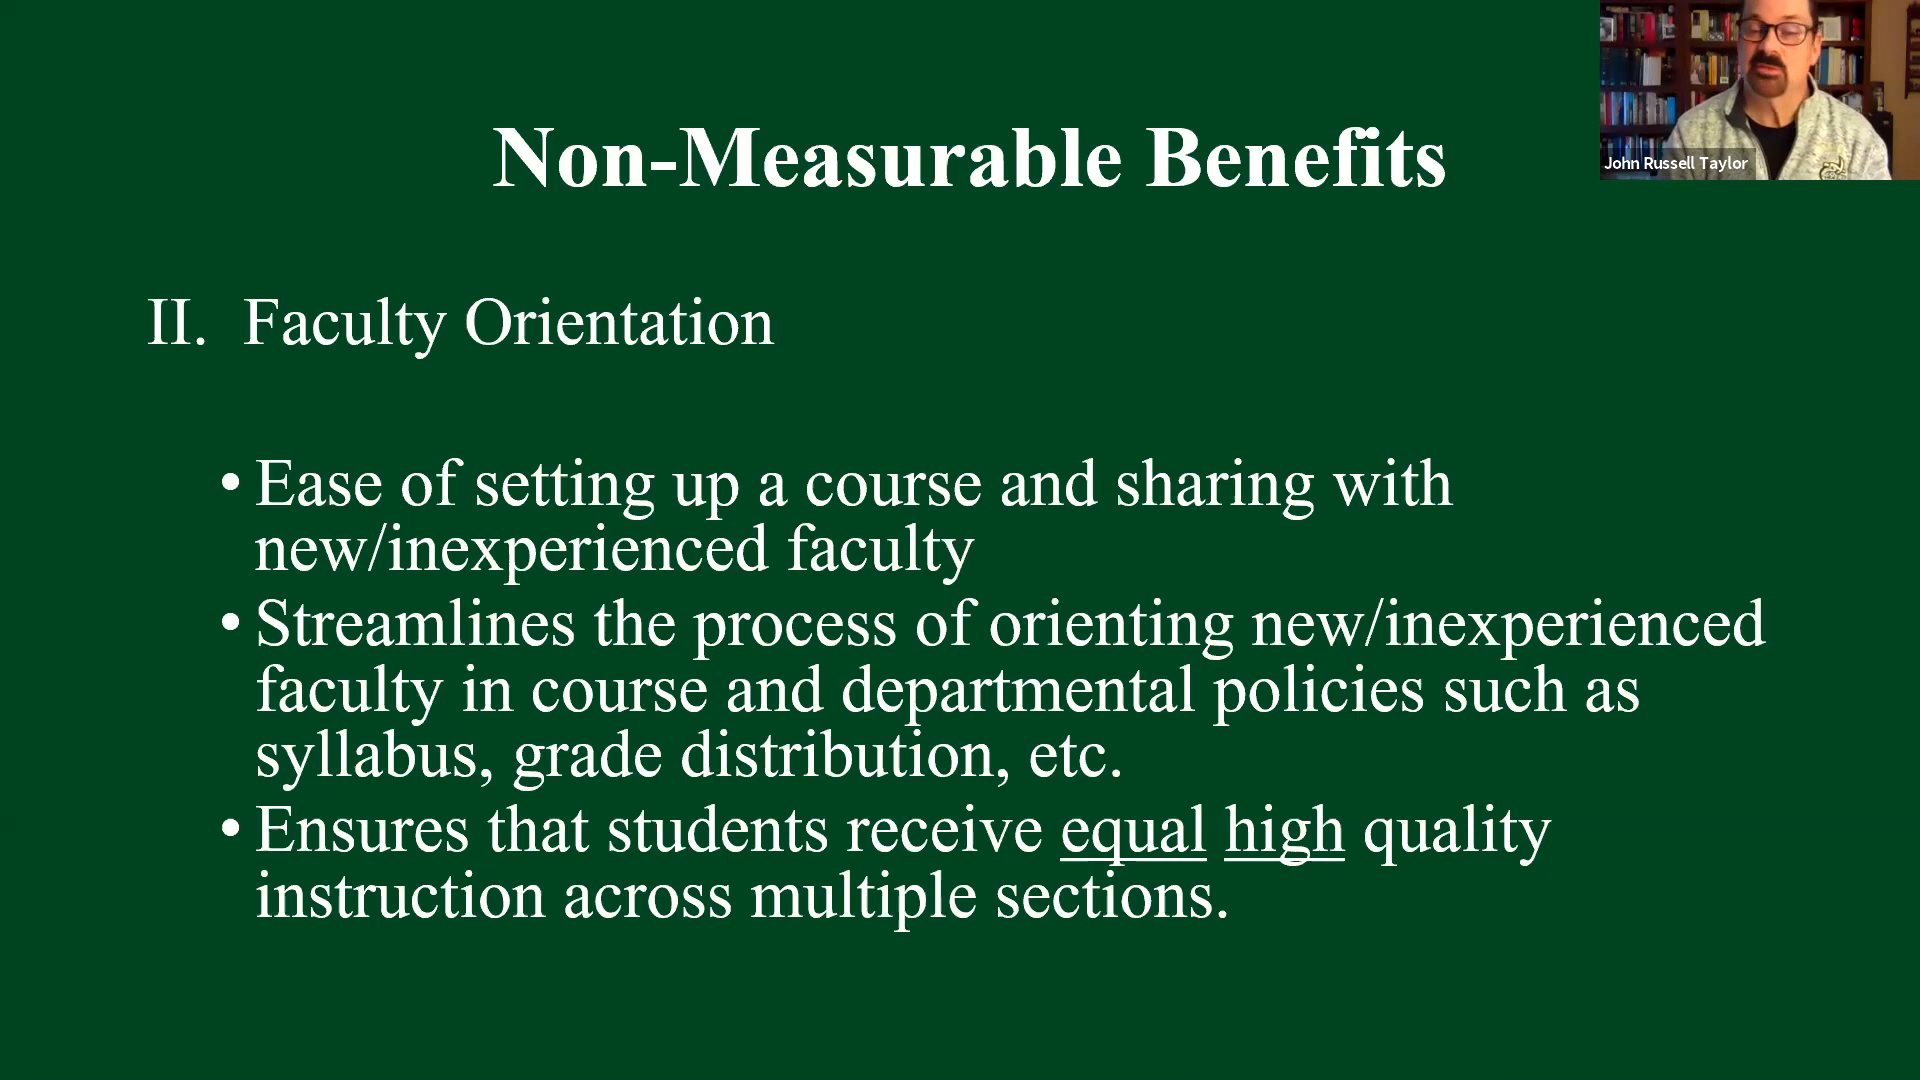 Non-Measurable Benefits
John Russell Taylor
II. Faculty Orientation
• Ease of setting up a course and sharing with
new/inexperienced faculty
• Streamlines the process of orienting new/inexperienced
faculty in course and departmental policies such as
syllabus, grade distribution, etc.
• Ensures that students receive equal high quality
instruction across multiple sections.